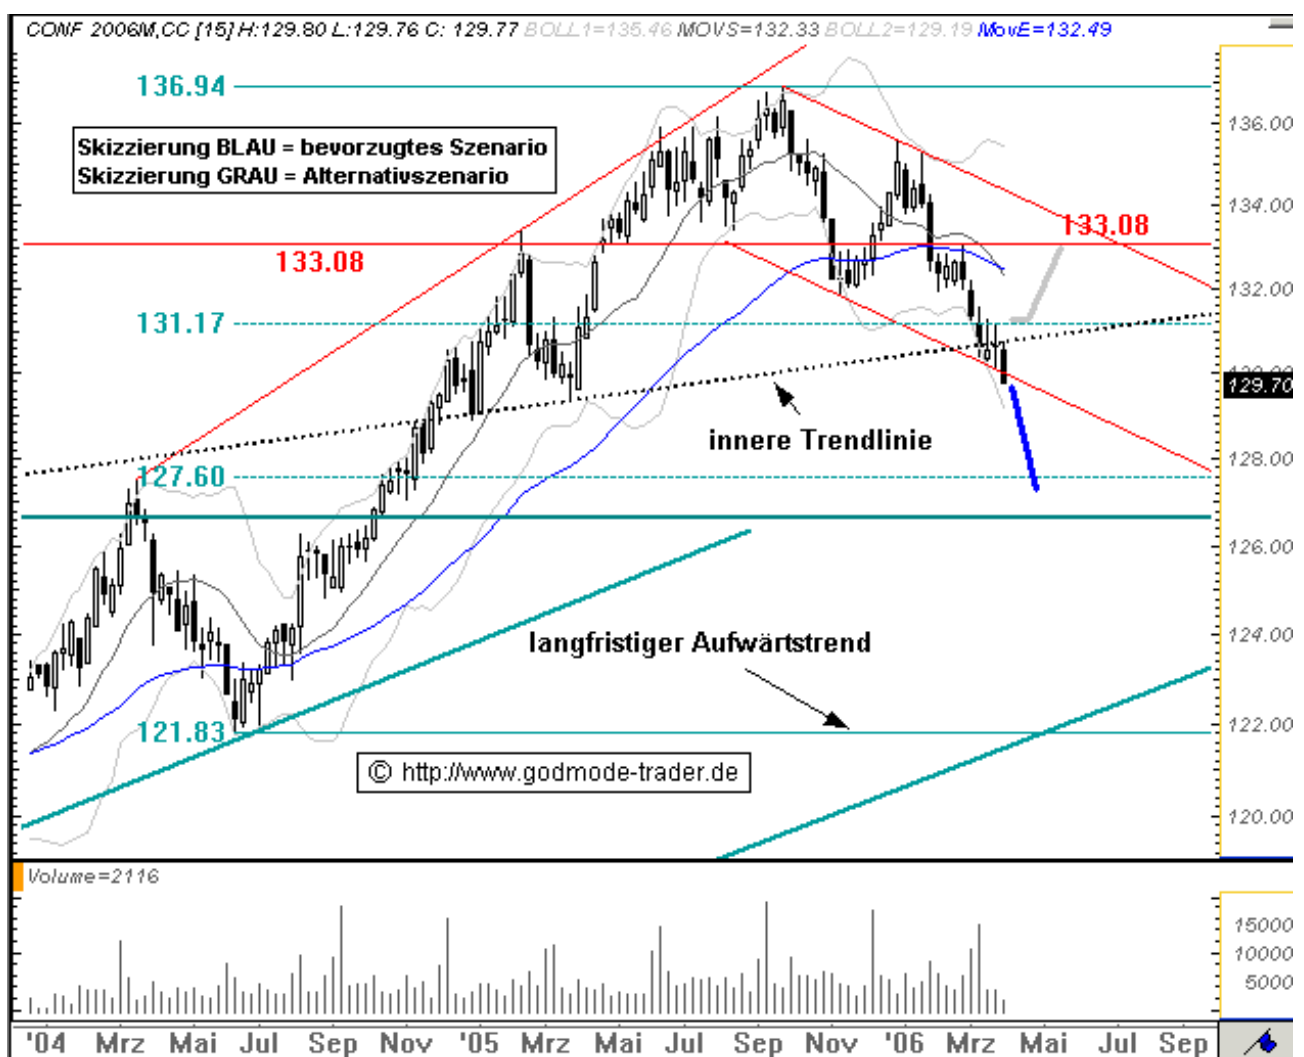 CONF 2006M,CC [15] H:129.80 L:129.76 C: 129.77 BOLL1=135.46 MOVS=132.33 BOLL2=129.19 MovE=132.49
136.94
136.00
Skizzierung BLAU = bevorzugtes Szenario
Skizzierung GRAU = Alternativszenario
134.00
133.08
133.08
132.00
131.17
129.70
innere Trendlinie
127.60
128.00
126.00
langfristiger Aufwärtstrend
124.00
121.83
122.00
© http://www.godmode-trader.de
120.00
Volume=2116
15000
10000
5000
'04 Mrz Mai Jul Sep Nov '05 Mrz Mai Jul Sep Nov '06 Mrz Mai Jul Sep